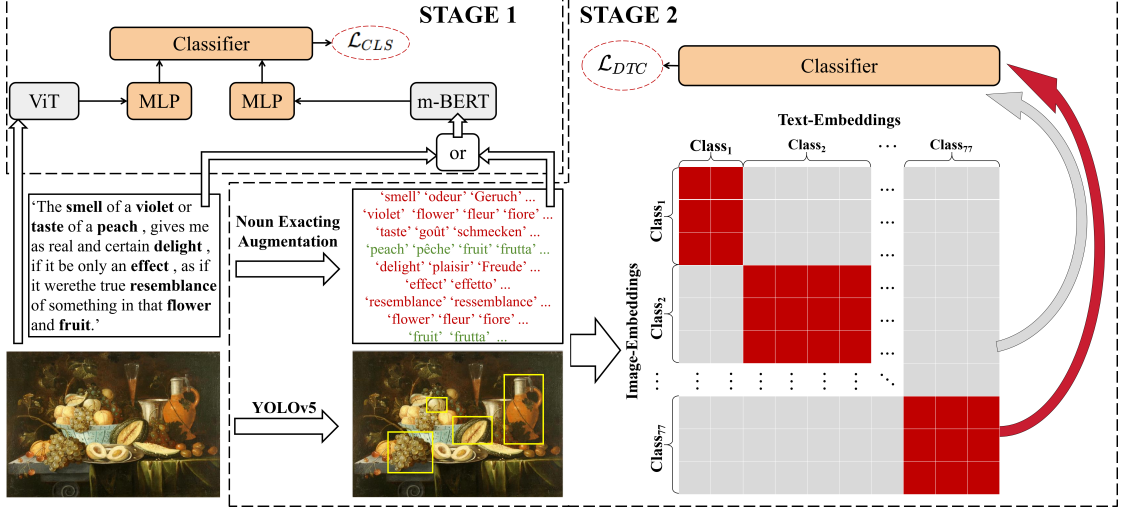 STAGE 1
STAGE 2
Classifier
ℒ_CLS
ViT
MLP
MLP
m-BERT
or
‘The smell of a violet or
taste of a peach , gives me
as real and certain delight ,
if it be only an effect , as if
it werethe true resemblance
of something in that flower
and fruit.’
Noun Exacting
Augmentation
‘smell’ ‘odeur’ ‘Geruch’ ...
‘violet’ ‘flower’ ‘fleur’ ‘fiore’ ...
‘taste’ ‘goût’ ‘schmecken’ ...
‘peach’ ‘pêche’ ‘fruit’ ‘frutta’ ...
‘delight’ ‘plaisir’ ‘Freude’ ...
‘effect’ ‘effetto’ ...
‘resemblance’ ‘ressemblance’ ...
‘flower’ ‘fleur’ ‘fiore’ ...
‘fruit’ ‘frutta’ ...
YOLOv5
ℒ_DTC
Classifier
Text-Embeddings
Class₁ Class₂ ... Class₇₇
Image-Embeddings
Class₁
Class₂
...
Class₇₇